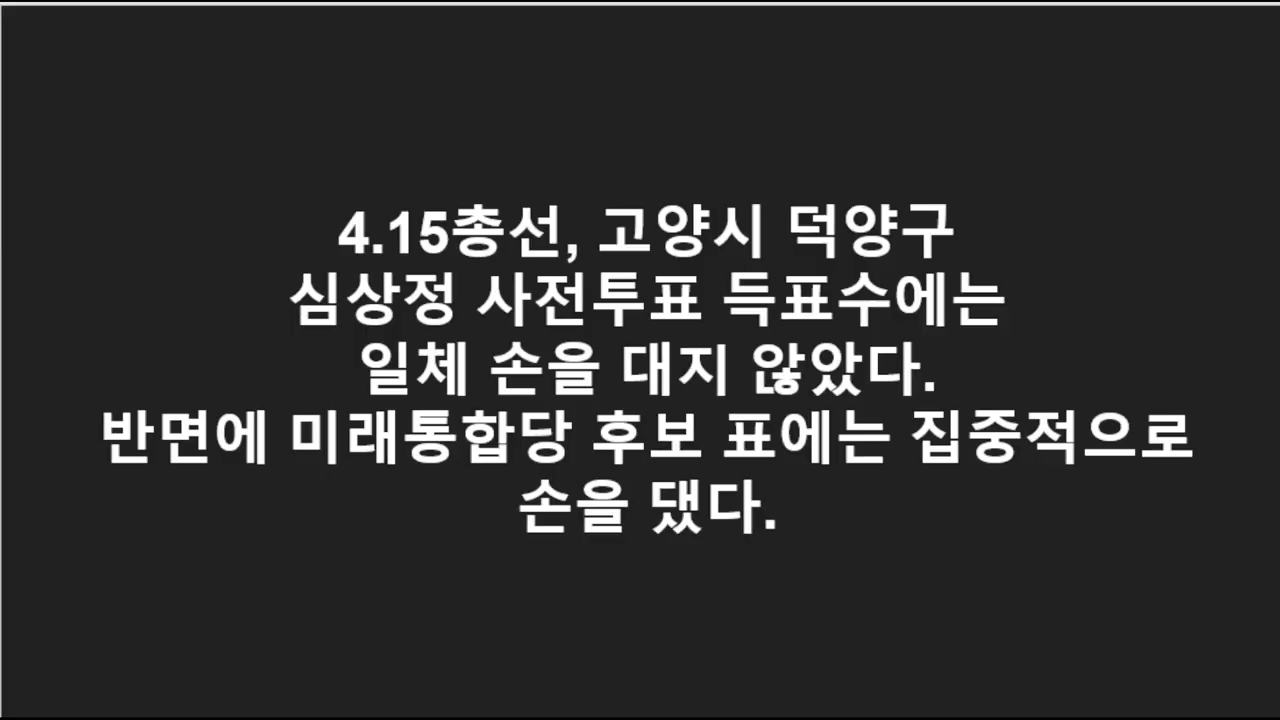 4.15총선, 고양시 덕양구
심상정 사전투표 득표수에는
일체 손을 대지 않았다.
반면에 미래통합당 후보 표에는 집중적으로
손을 댔다.